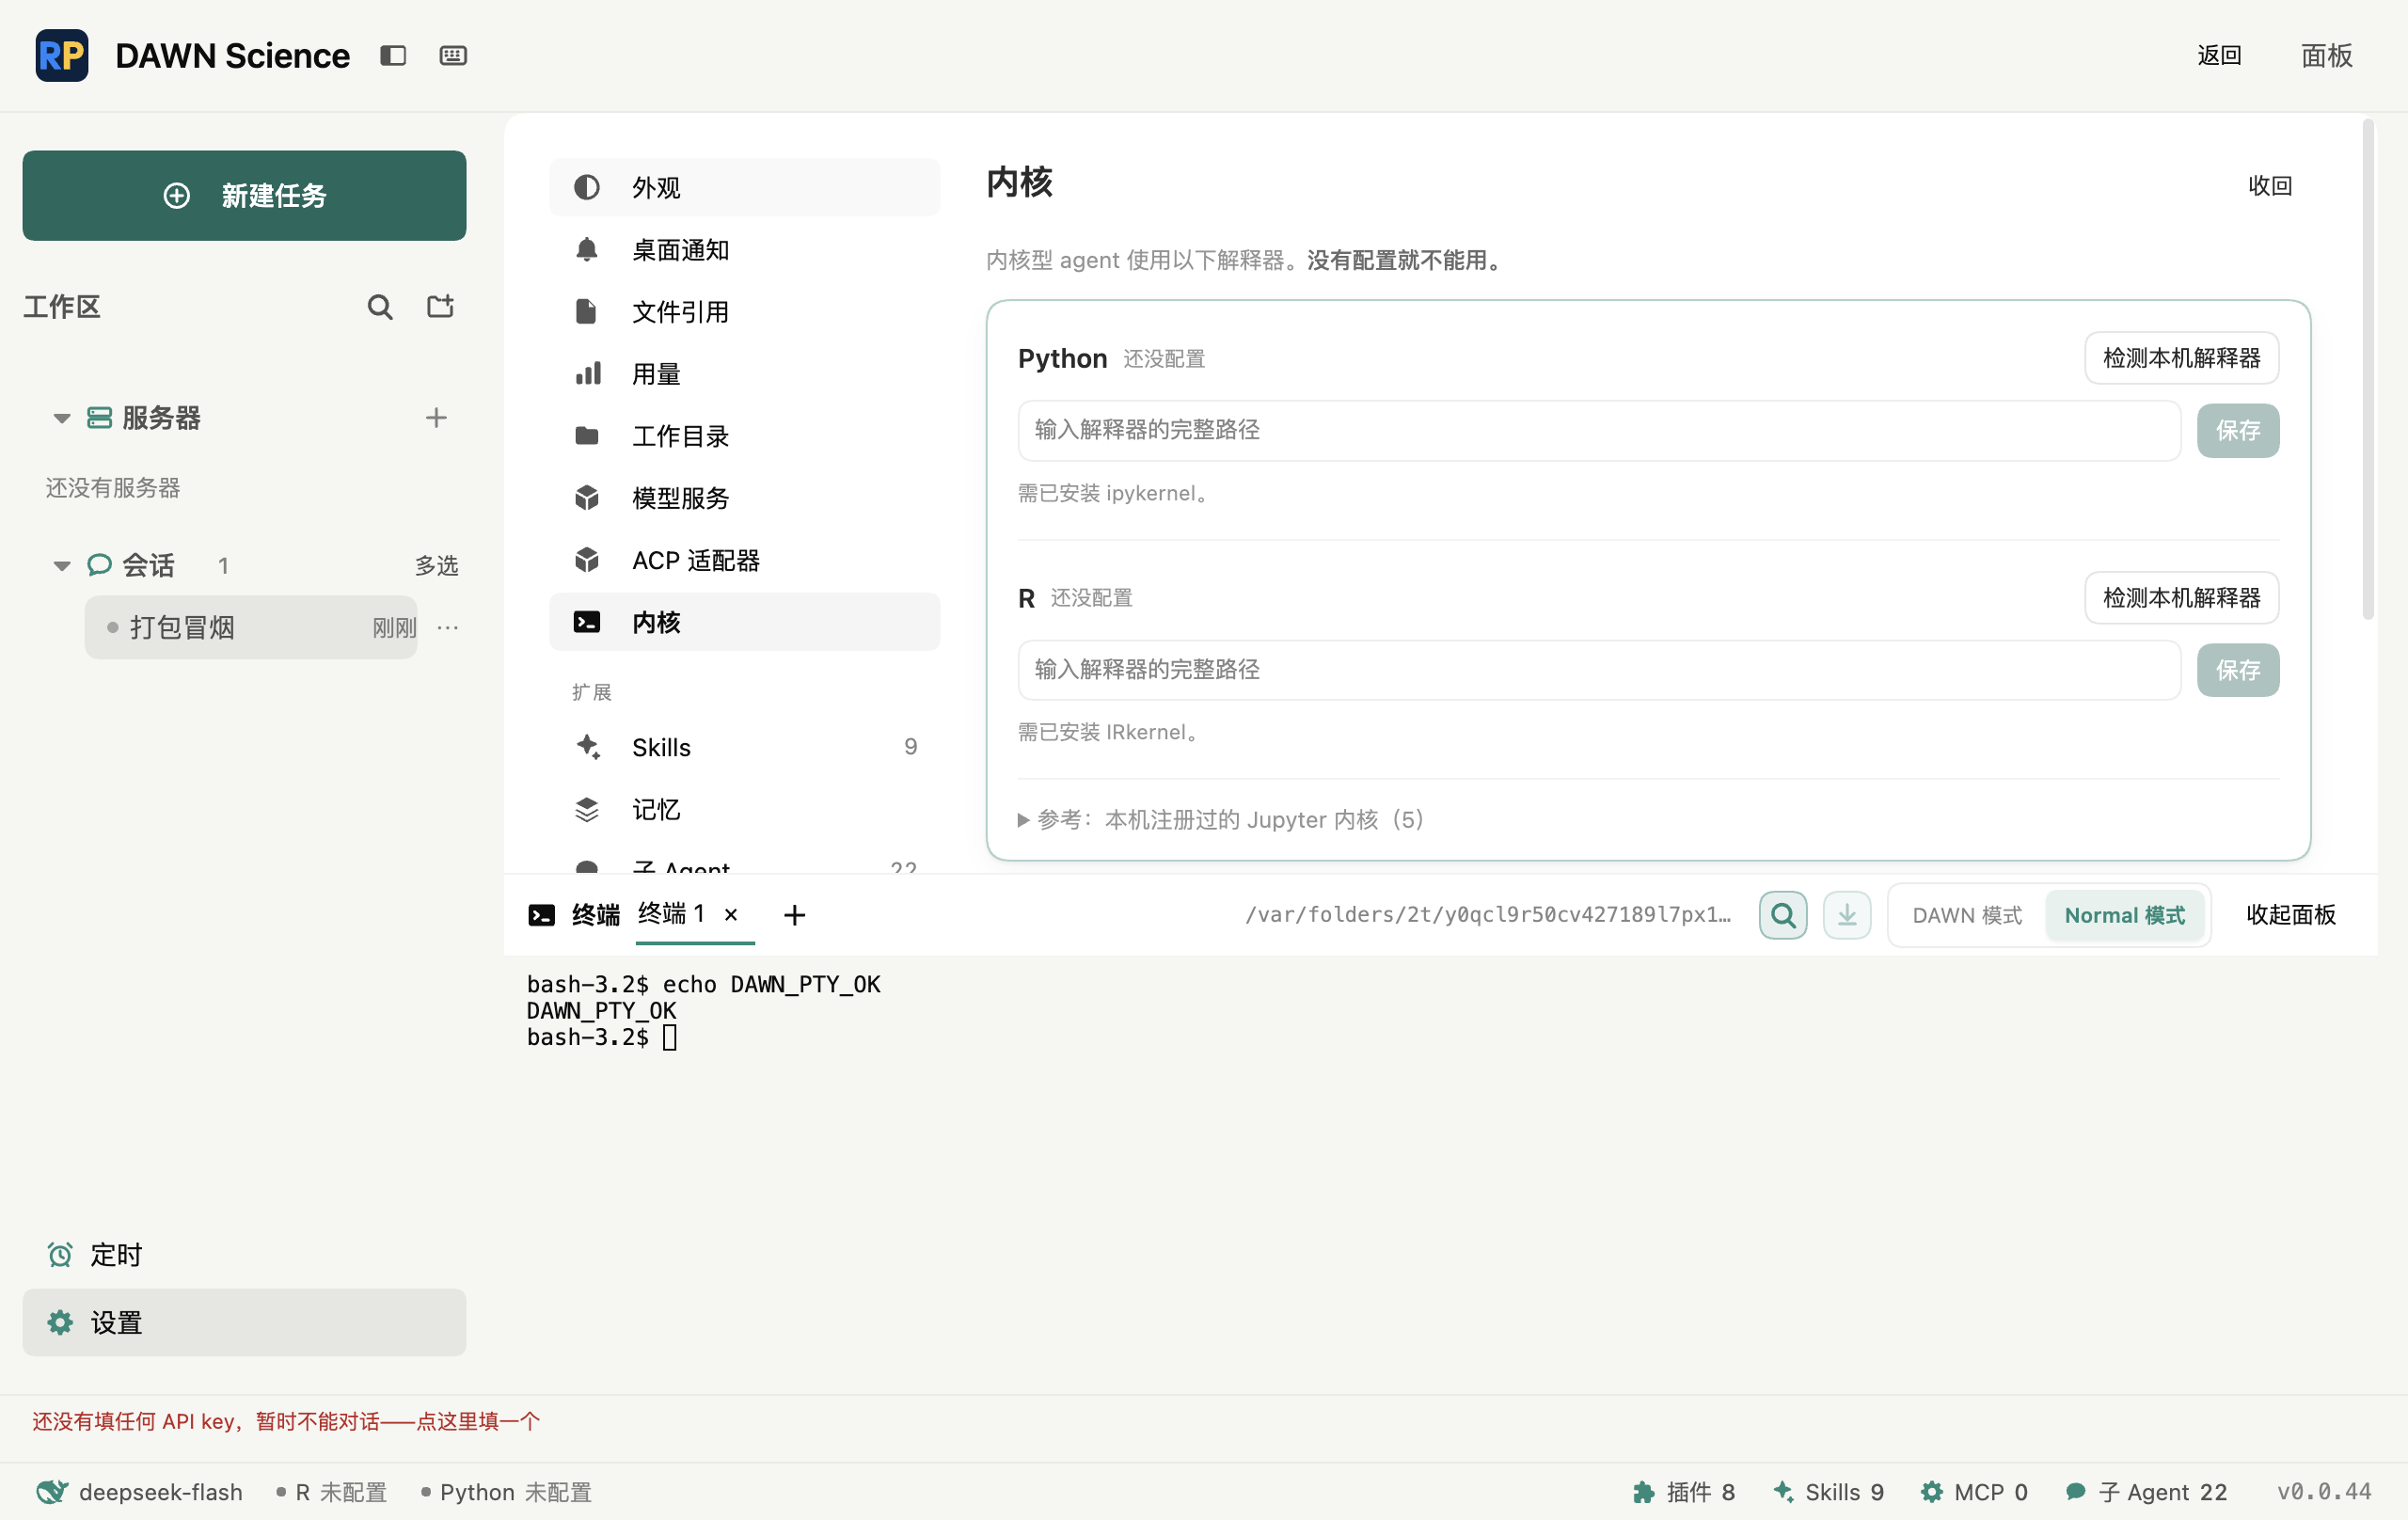 RP DAWN Science
返回 面板
新建任务
工作区
服务器
还没有服务器
会话 1 多选
打包冒烟 刚刚 ···
定时
设置
外观
桌面通知
文件引用
用量
工作目录
模型服务
ACP 适配器
内核
扩展
Skills 9
记忆
子 Agent 22
内核
收回
内核型 agent 使用以下解释器。没有配置就不能用。
Python 还没配置 检测本机解释器
输入解释器的完整路径 保存
需已安装 ipykernel。
R 还没配置 检测本机解释器
输入解释器的完整路径 保存
需已安装 IRkernel。
参考：本机注册过的 Jupyter 内核（5）
终端 终端 1 × + /var/folders/2t/y0qcl9r50cv427189l7px1… DAWN 模式 Normal 模式 收起面板
bash-3.2$ echo DAWN_PTY_OK
DAWN_PTY_OK
bash-3.2$
还没有填任何 API key，暂时不能对话——点这里填一个
deepseek-flash R 未配置 Python 未配置 插件 8 Skills 9 MCP 0 子 Agent 22 v0.0.44